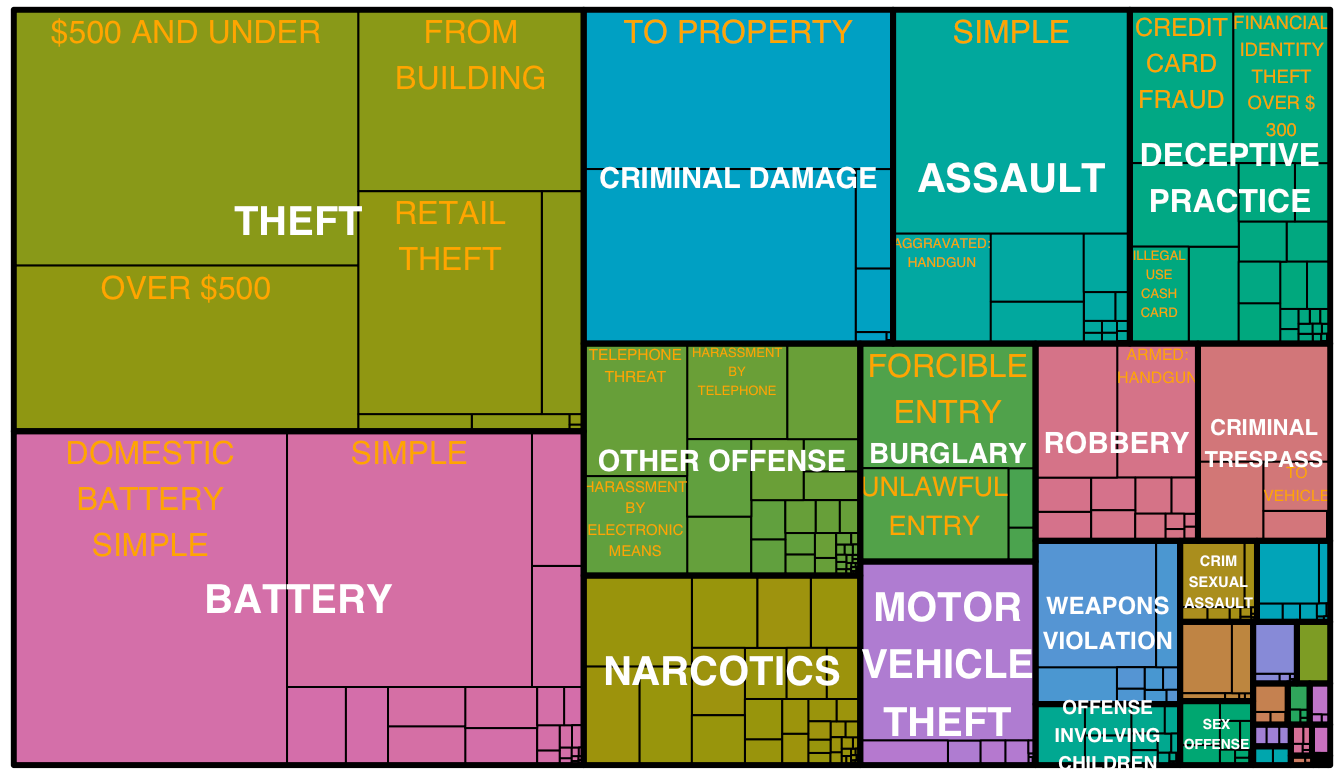 $500 AND UNDER
FROM
BUILDING
THEFT
RETAIL
THEFT
OVER $500
TO PROPERTY
CRIMINAL DAMAGE
SIMPLE
ASSAULT
AGGRAVATED:
HANDGUN
CREDIT
CARD
FRAUD
FINANCIAL
IDENTITY
THEFT
OVER $
300
DECEPTIVE
PRACTICE
ILLEGAL
USE
CASH
CARD
DOMESTIC
BATTERY
SIMPLE
SIMPLE
BATTERY
TELEPHONE
THREAT
HARASSMENT
BY
TELEPHONE
OTHER OFFENSE
HARASSMENT
BY
ELECTRONIC
MEANS
FORCIBLE
ENTRY
BURGLARY
UNLAWFUL
ENTRY
ARMED:
HANDGUN
ROBBERY
CRIMINAL
TRESPASS
TO
VEHICLE
NARCOTICS
MOTOR
VEHICLE
THEFT
WEAPONS
VIOLATION
CRIM
SEXUAL
ASSAULT
OFFENSE
INVOLVING
CHILDREN
SEX
OFFENSE